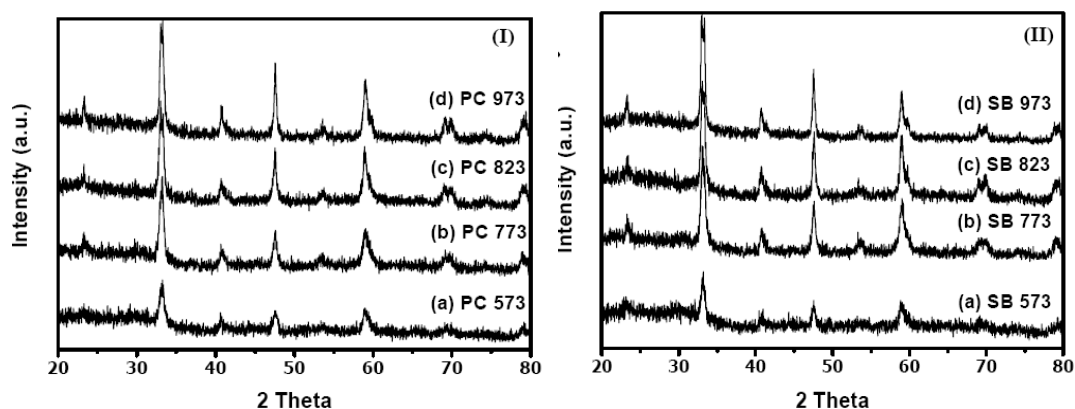 (I)
(d) PC 973
(c) PC 823
(b) PC 773
(a) PC 573
Intensity (a.u.)
20 30 40 50 60 70 80
2 Theta
(II)
(d) SB 973
(c) SB 823
(b) SB 773
(a) SB 573
Intensity (a.u.)
20 30 40 50 60 70 80
2 Theta